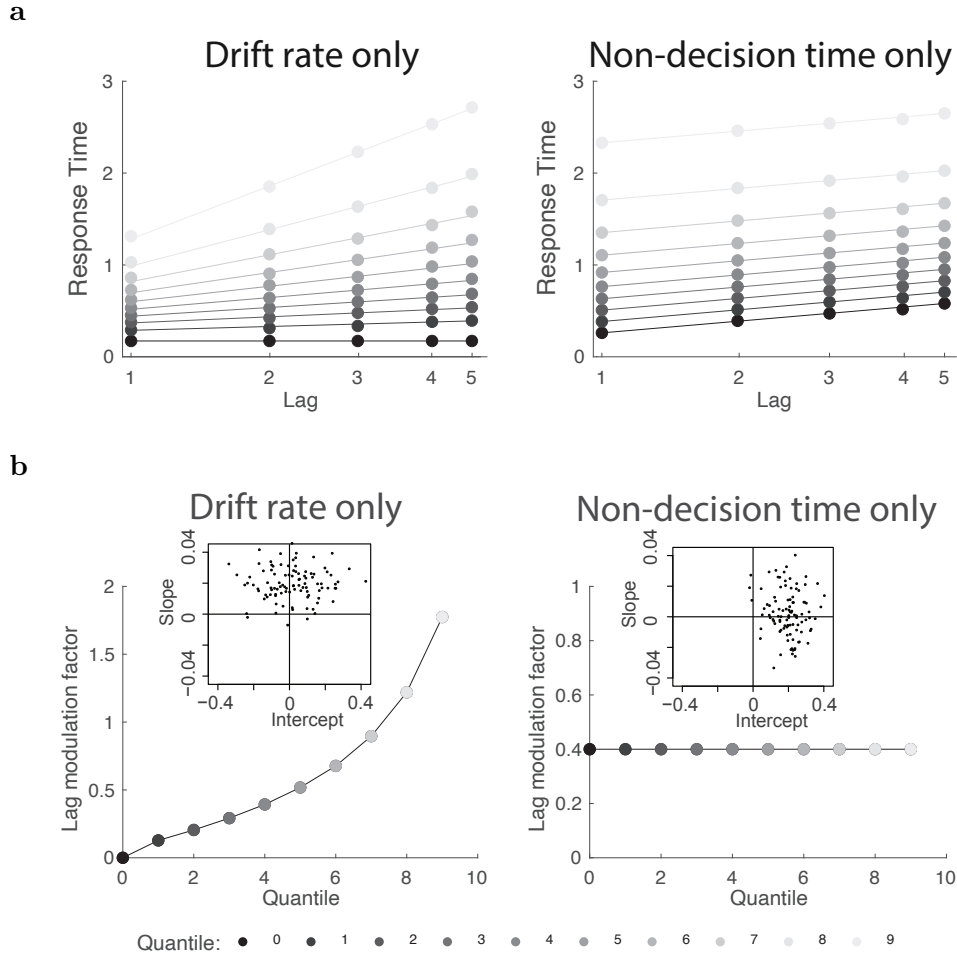 a
Drift rate only
Non-decision time only
3
2
1
0
Response Time
1 2 3 4 5
Lag
3
2
1
0
Response Time
1 2 3 4 5
Lag
b
Drift rate only
Non-decision time only
2
1.5
1
0.5
0
Lag modulation factor
0 2 4 6 8 10
Quantile
0.04
0
−0.04
Slope
−0.4 0 0.4
Intercept
1
0.8
0.6
0.4
0.2
0
Lag modulation factor
0 2 4 6 8 10
Quantile
0.04
0
−0.04
Slope
−0.4 0 0.4
Intercept
Quantile: 0 1 2 3 4 5 6 7 8 9